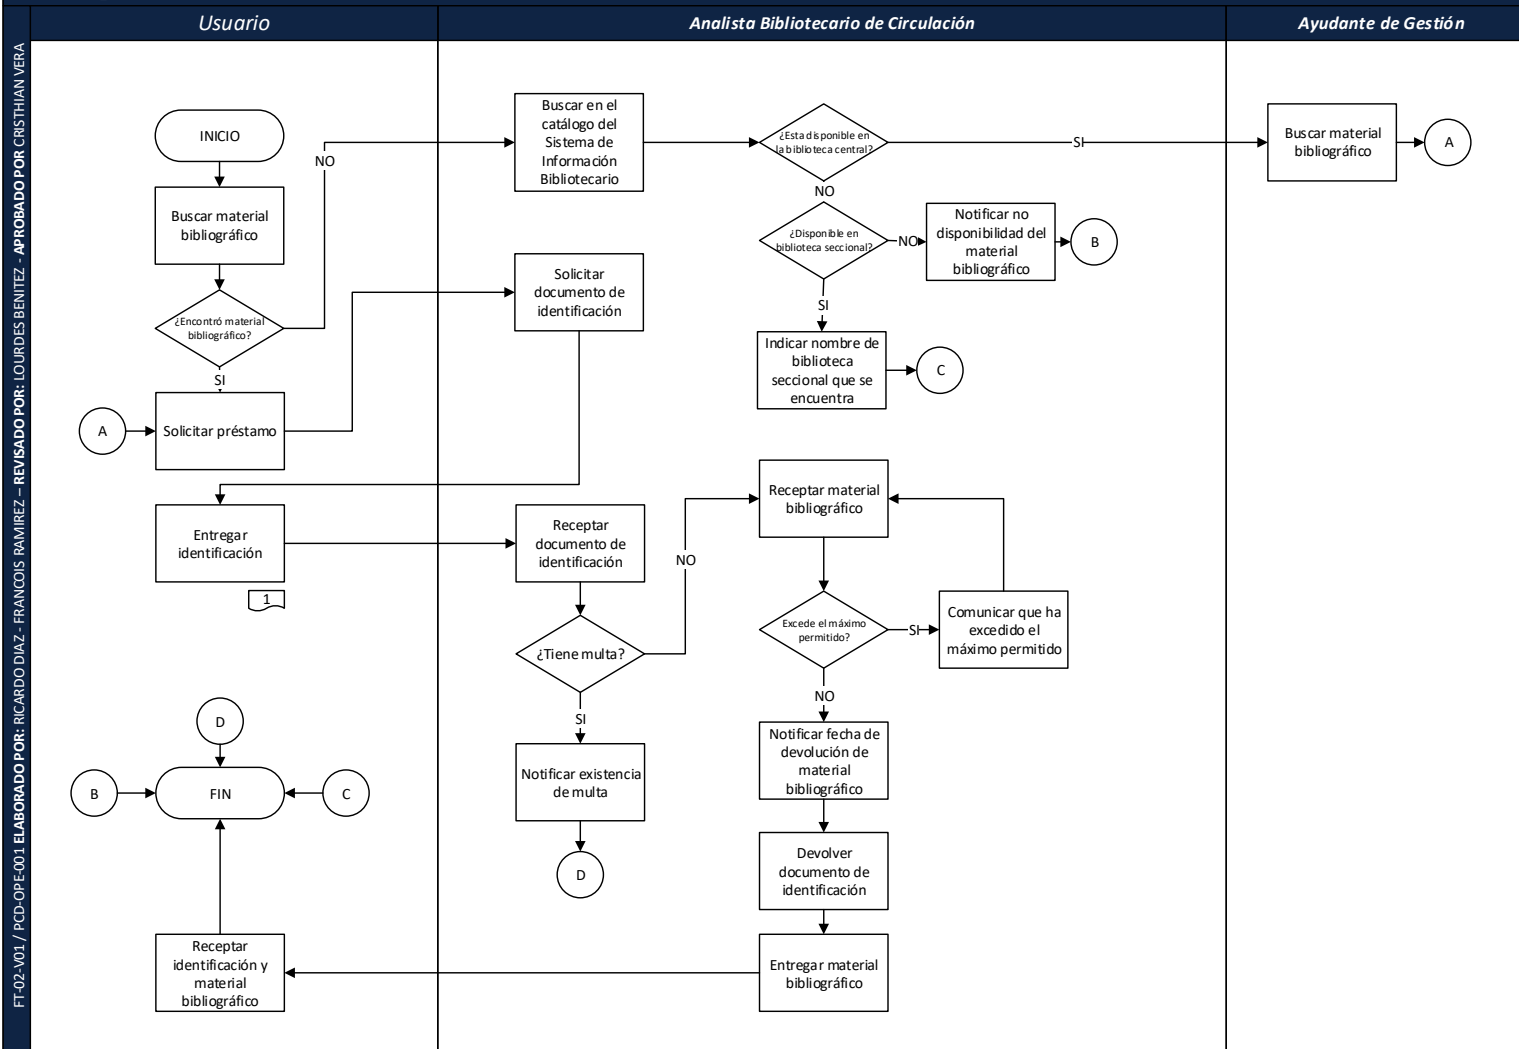 Usuario
Analista Bibliotecario de Circulación
Ayudante de Gestión
FT-02-V01 / PCD-OPE-001 ELABORADO POR: RICARDO DIAZ - FRANCOIS RAMIREZ – REVISADO POR: LOURDES BENITEZ - APROBADO POR CRISTHIAN VERA
INICIO
Buscar material
bibliográfico
¿Encontró material
bibliográfico?
NO
SI
A
Solicitar préstamo
Entregar
identificación
1
D
B
FIN
C
Receptar
identificación y
material
bibliográfico
Buscar en el
catálogo del
Sistema de
Información
Bibliotecario
Solicitar
documento de
identificación
Receptar
documento de
identificación
¿Tiene multa?
NO
SI
Notificar existencia
de multa
D
¿Esta disponible en
la biblioteca central?
SI
NO
¿Disponible en
biblioteca seccional?
NO
Notificar no
disponibilidad del
material
bibliográfico
B
SI
Indicar nombre de
biblioteca
seccional que se
encuentra
C
Receptar material
bibliográfico
Excede el máximo
permitido?
SI
Comunicar que ha
excedido el
máximo permitido
NO
Notificar fecha de
devolución de
material
bibliográfico
Devolver
documento de
identificación
Entregar material
bibliográfico
Buscar material
bibliográfico
A